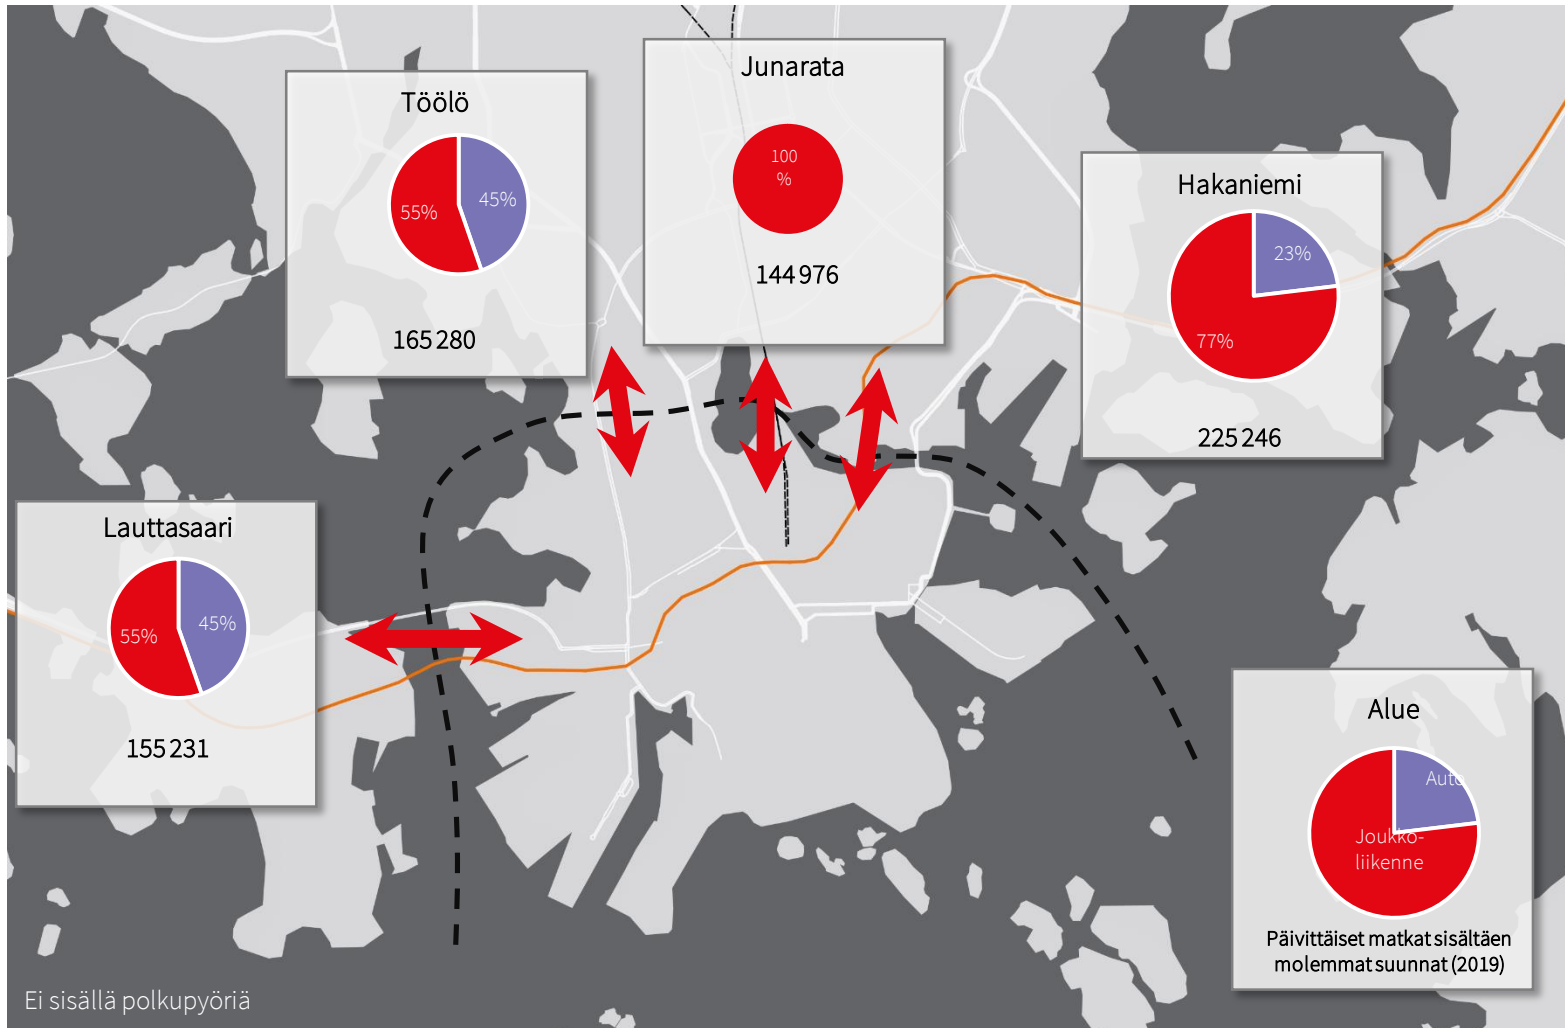 Junarata
100
%
144 976
Töölö
55%
45%
165 280
Hakaniemi
23%
77%
225 246
Lauttasaari
55%
45%
155 231
Alue
Auto
Joukko-
liikenne
Päivittäiset matkat sisältäen
molemmat suunnat (2019)
Ei sisällä polkupyöriä